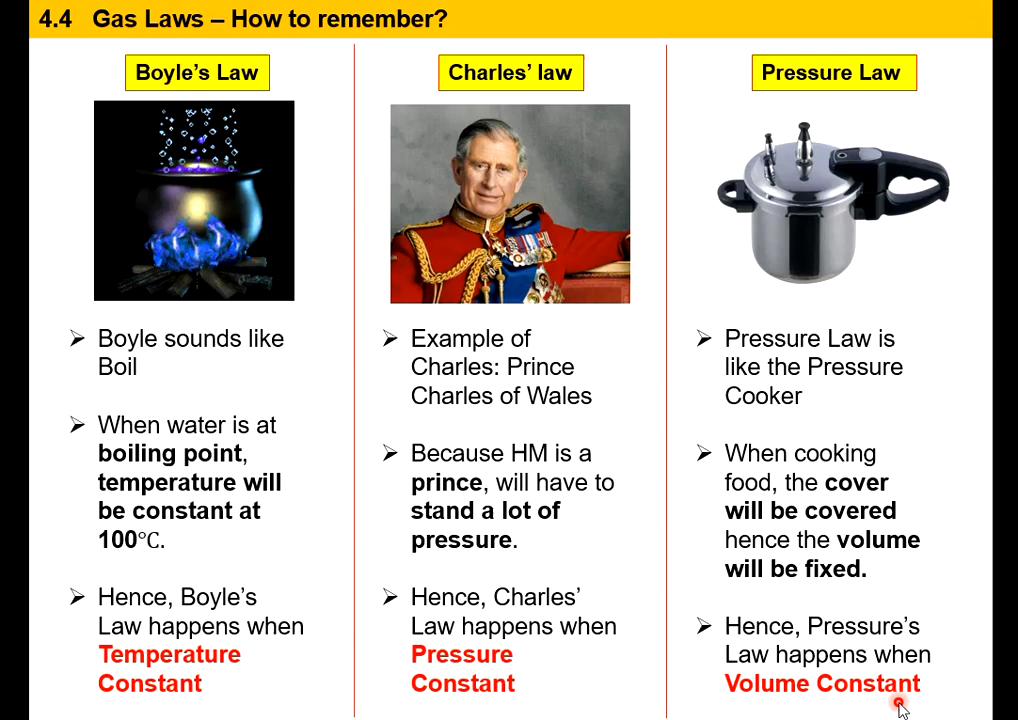 4.4 Gas Laws – How to remember?
Boyle's Law
Boyle sounds like
Boil
When water is at
boiling point,
temperature will
be constant at
100°C.
Hence, Boyle's
Law happens when
Temperature
Constant
Charles' law
Example of
Charles: Prince
Charles of Wales
Because HM is a
prince, will have to
stand a lot of
pressure.
Hence, Charles'
Law happens when
Pressure
Constant
Pressure Law
Pressure Law is
like the Pressure
Cooker
When cooking
food, the cover
will be covered
hence the volume
will be fixed.
Hence, Pressure's
Law happens when
Volume Constant